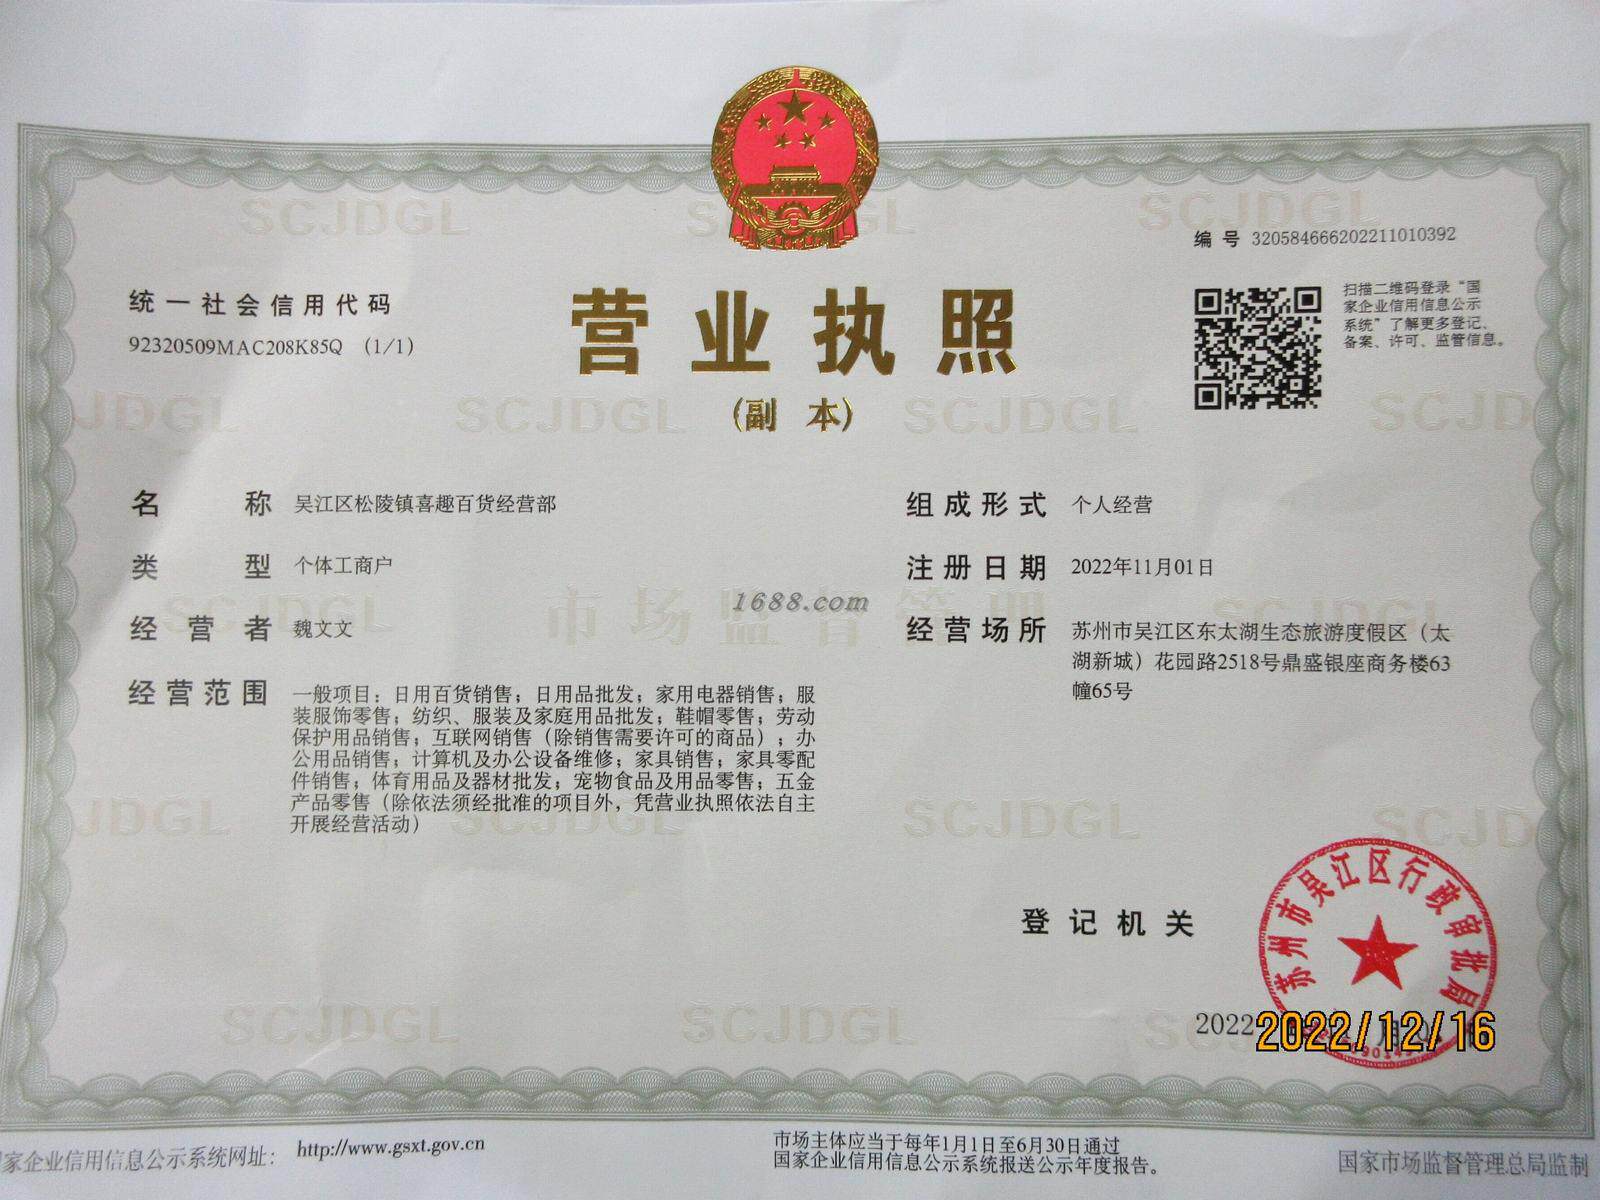 编号 320584666202211010392
统一社会信用代码
92320509MAC208K85Q (1/1)
营业执照
(副本)
扫描二维码登录“国
家企业信用信息公示
系统”了解更多登记、
备案、许可、监管信息。
名称 吴江区松陵镇喜趣百货经营部
类型 个体工商户
经营者 魏文文
经营范围 一般项目：日用百货销售；日用品批发；家用电器销售；服
装服饰零售；纺织、服装及家庭用品批发；鞋帽零售；劳动
保护用品销售；互联网销售（除销售需要许可的商品）；办
公用品销售；计算机及办公设备维修；家具销售；家具零配
件销售；体育用品及器材批发；宠物食品及用品零售；五金
产品零售（除依法须经批准的项目外，凭营业执照依法自主
开展经营活动）
组成形式 个人经营
注册日期 2022年11月01日
经营场所 苏州市吴江区东太湖生态旅游度假区（太
湖新城）花园路2518号鼎盛银座商务楼63
幢65号
1688.com
SCJDGL
市场监督管理
登记机关
苏州市吴江区行政审批局
2022
2022/12/16
家企业信用信息公示系统网址： http://www.gsxt.gov.cn
市场主体应当于每年1月1日至6月30日通过
国家企业信用信息公示系统报送公示年度报告。
国家市场监督管理总局监制